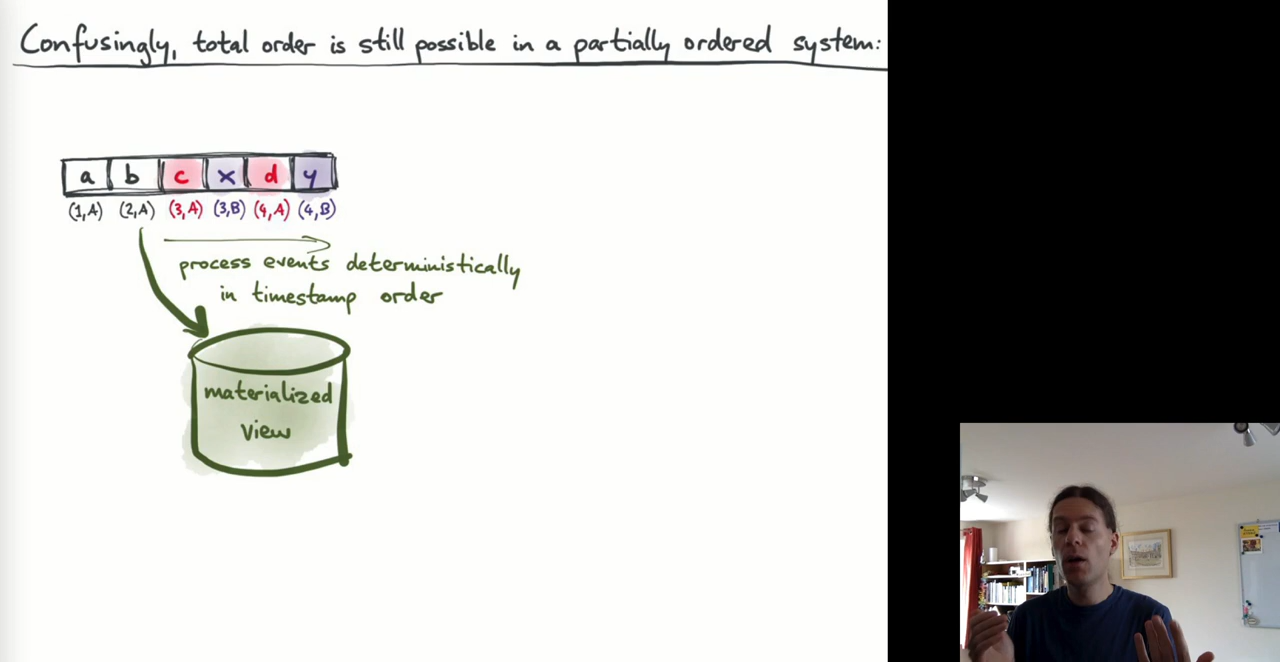 Confusingly, total order is still possible in a partially ordered system:
a b c x d y
(1,A) (2,A) (3,A) (3,B) (4,A) (4,B)
process events deterministically
in timestamp order
materialized
view